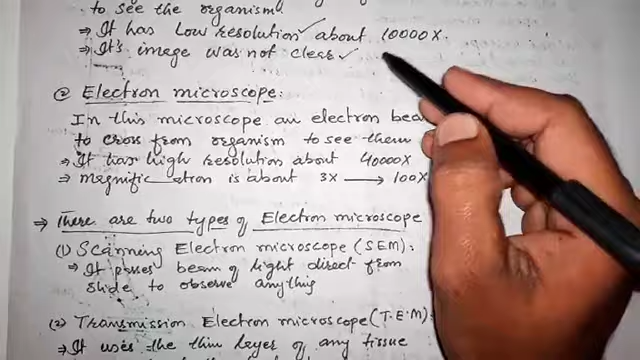 to see the organism.
⇒ It has Low resolution ✓ about 10000X.
⇒ It's image was not clear ✓
② Electron microscope:
In this microscope an electron bea
to cross from organism to see them
⇒ It has high resolution about 40000X
⇒ Magnification is about 3X → 100X
⇒ There are two types of Electron microscope
(1) Scanning Electron microscope (SEM):
⇒ It passes beam of light direct from
slide to observe anything
(2) Transmission Electron microscope (T.E.M):
⇒ It uses the thin layer of any tissue